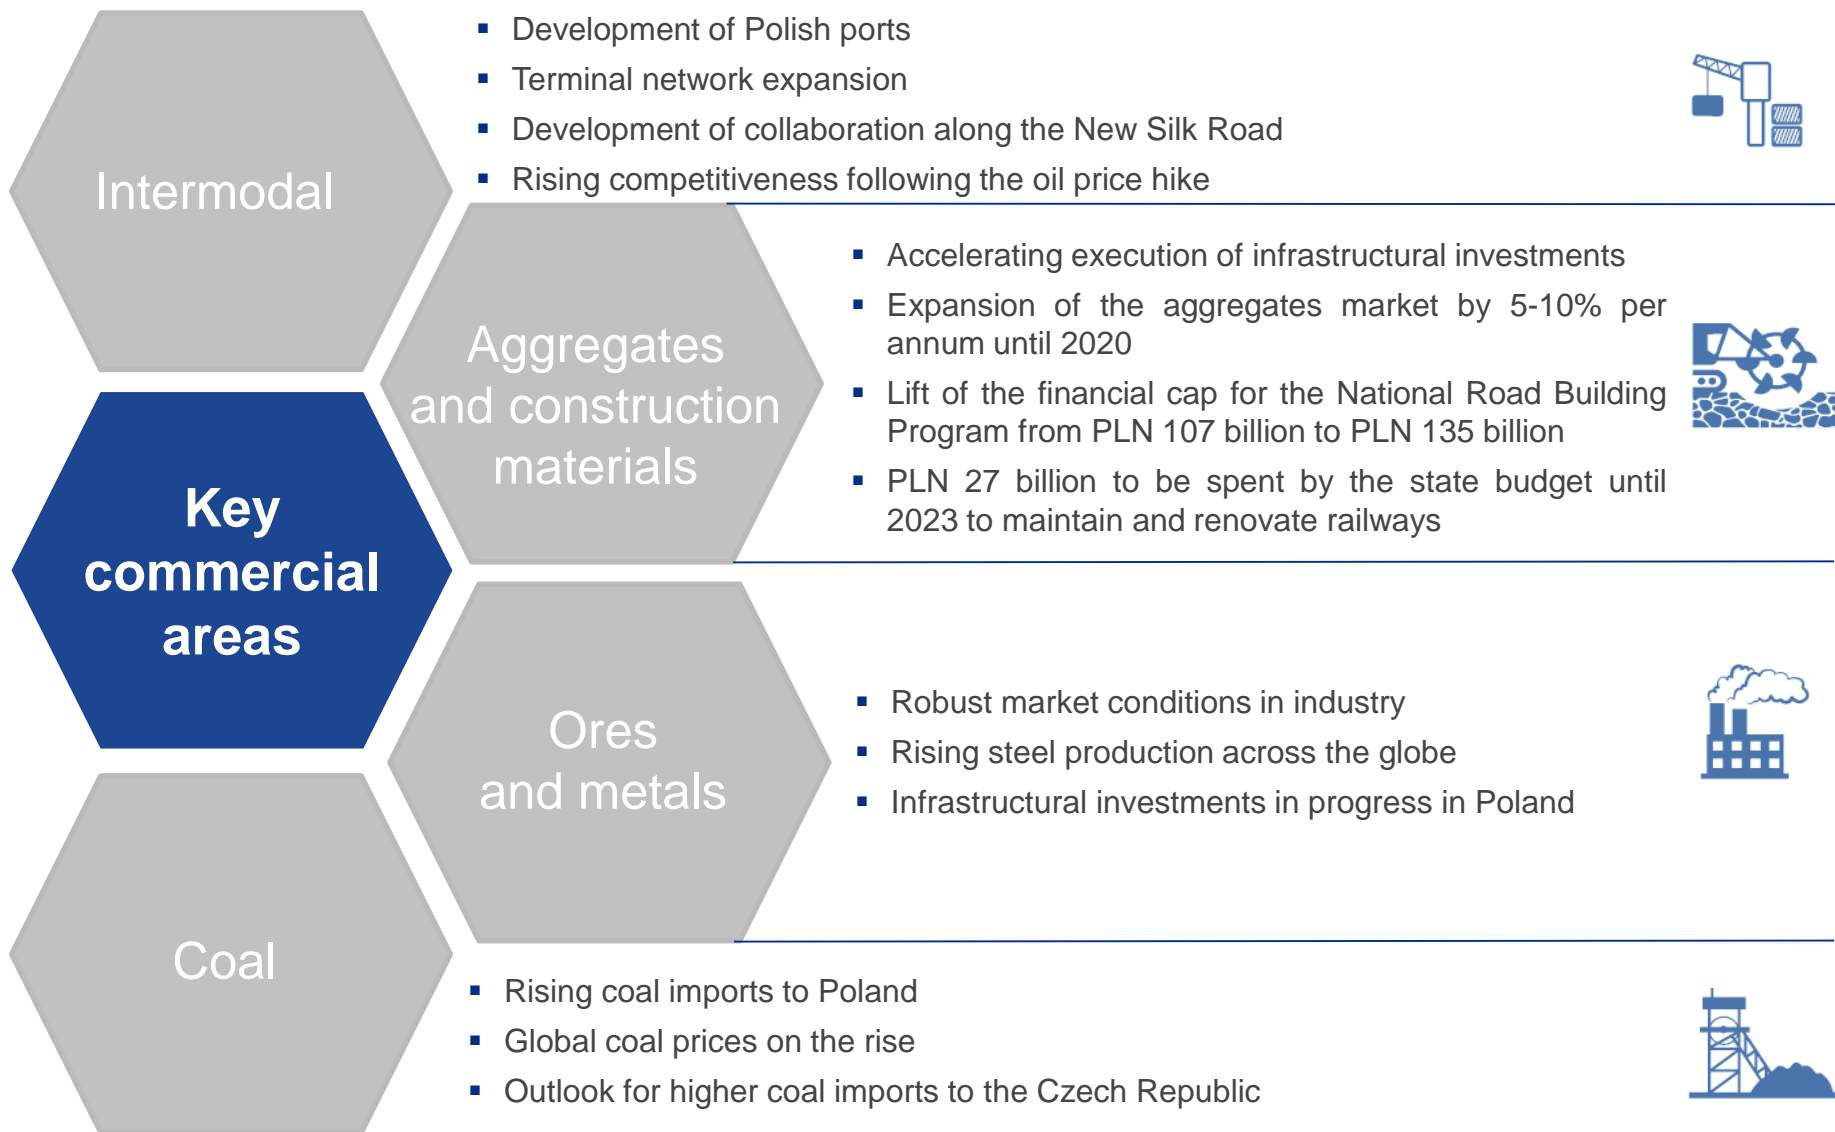 Intermodal
Development of Polish ports
Terminal network expansion
Development of collaboration along the New Silk Road
Rising competitiveness following the oil price hike
Aggregates
and construction
materials
Accelerating execution of infrastructural investments
Expansion of the aggregates market by 5-10% per
annum until 2020
Lift of the financial cap for the National Road Building
Program from PLN 107 billion to PLN 135 billion
PLN 27 billion to be spent by the state budget until
2023 to maintain and renovate railways
Key
commercial
areas
Ores
and metals
Robust market conditions in industry
Rising steel production across the globe
Infrastructural investments in progress in Poland
Coal
Rising coal imports to Poland
Global coal prices on the rise
Outlook for higher coal imports to the Czech Republic